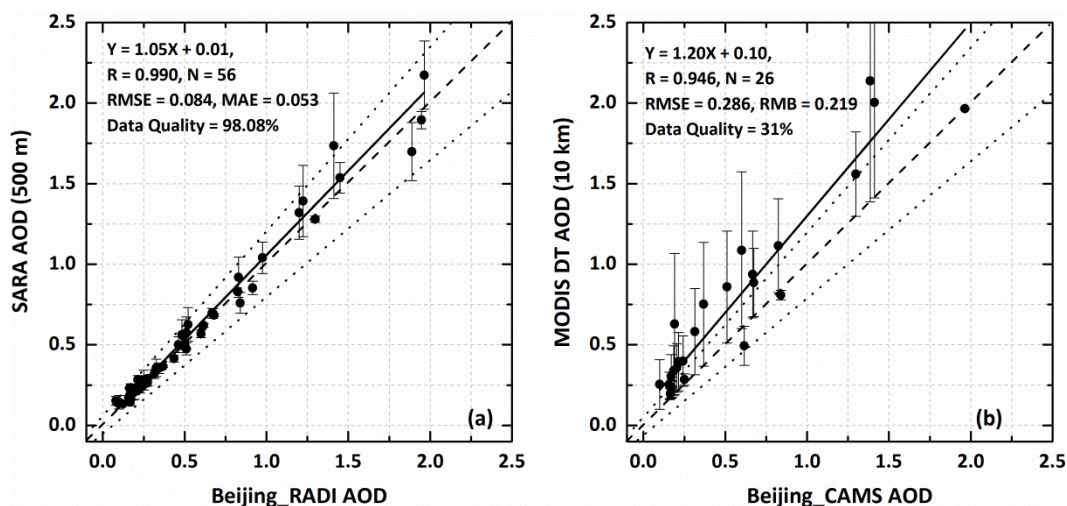 Y = 1.05X + 0.01,
R = 0.990, N = 56
RMSE = 0.084, MAE = 0.053
Data Quality = 98.08%
2.5
2.0
1.5
1.0
0.5
0.0
SARA AOD (500 m)
(a)
0.0 0.5 1.0 1.5 2.0 2.5
Beijing_RADI AOD
Y = 1.20X + 0.10,
R = 0.946, N = 26
RMSE = 0.286, RMB = 0.219
Data Quality = 31%
2.5
2.0
1.5
1.0
0.5
0.0
MODIS DT AOD (10 km)
(b)
0.0 0.5 1.0 1.5 2.0 2.5
Beijing_CAMS AOD